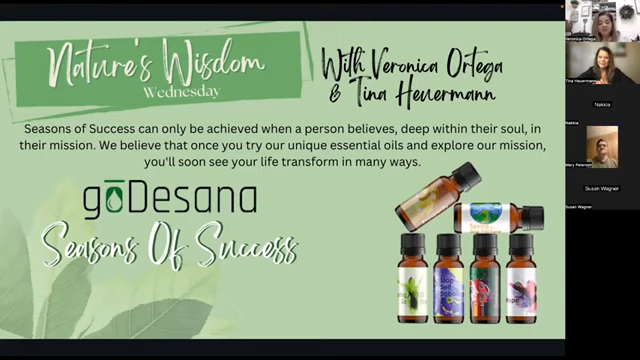 Nature's Wisdom
Wednesday
With Veronica Ortega
& Tina Heuermann
Seasons of Success can only be achieved when a person believes, deep within their soul, in
their mission. We believe that once you try our unique essential oils and explore our mission,
you'll soon see your life transform in many ways.
gōDesana
Seasons Of Success
Hope
Veronica Ortega
Tina Heuermann
Nakkia
Nakkia
Mary Peterson
Susan Wagner
Susan Wagner